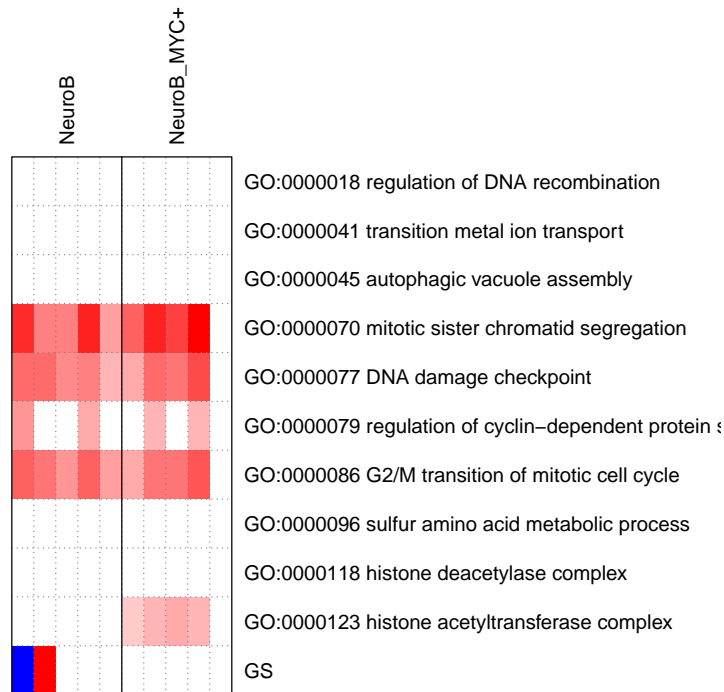 NeuroB
NeuroB_MYC+
GO:0000018 regulation of DNA recombination
GO:0000041 transition metal ion transport
GO:0000045 autophagic vacuole assembly
GO:0000070 mitotic sister chromatid segregation
GO:0000077 DNA damage checkpoint
GO:0000079 regulation of cyclin−dependent protein s
GO:0000086 G2/M transition of mitotic cell cycle
GO:0000096 sulfur amino acid metabolic process
GO:0000118 histone deacetylase complex
GO:0000123 histone acetyltransferase complex
GS